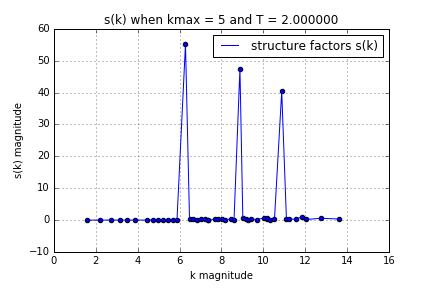 s(k) when kmax = 5 and T = 2.000000
structure factors s(k)
s(k) magnitude
60
50
40
30
20
10
0
−10
0 2 4 6 8 10 12 14 16
k magnitude